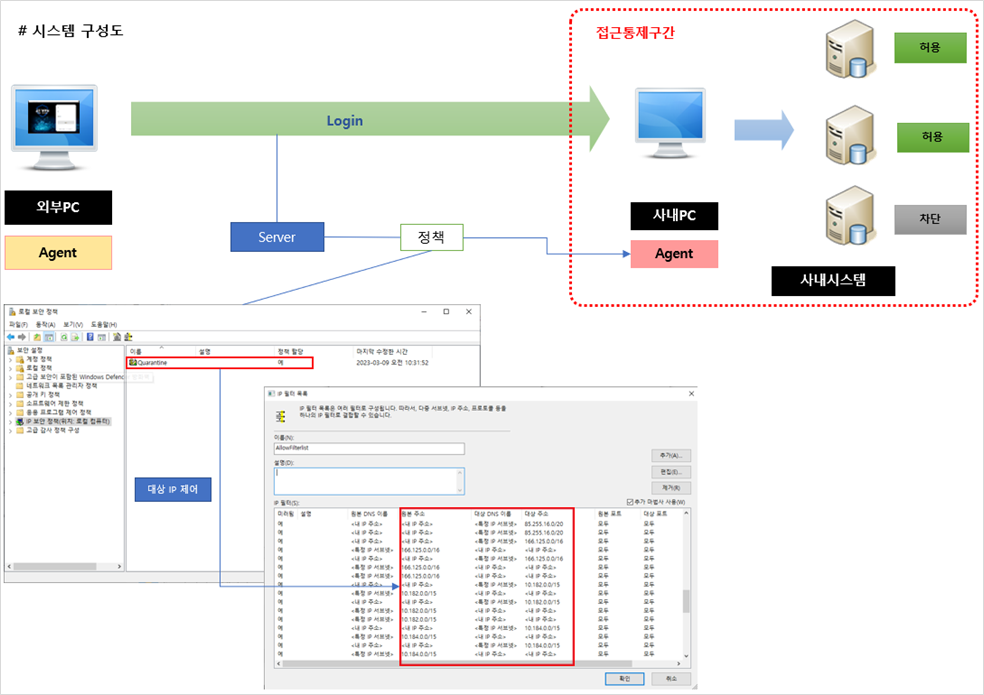 # 시스템 구성도
접근통제구간
허용
Login
허용
외부PC
사내PC
차단
Server
정책
Agent
Agent
사내시스템
로컬 보안 정책
파일(F) 동작(A) 보기(V) 도움말(H)
보안 설정
계정 정책
로컬 정책
고급 보안이 포함된 Windows Defenc
네트워크 목록 관리자 정책
공개 키 정책
소프트웨어 제한 정책
응용 프로그램 제어 정책
IP 보안 정책(위치: 로컬 컴퓨터)
고급 감사 정책 구성
이름 설명 정책 할당 마지막 수정한 시간
Quarantine 예 2023-03-09 오전 10:31:52
대상 IP 제어
IP 필터 목록
IP 필터 목록은 여러 필터로 구성됩니다. 따라서, 다중 서브넷, IP 주소, 프로토콜 등을
하나의 IP 필터로 결합할 수 있습니다.
이름(N):
AllowFilterlist
추가(A)...
설명(D):
편집(E)...
제거(R)
IP 필터(S):
추가 마법사 사용(W)
미러됨 설명 원본 DNS 이름 원본 주소 대상 DNS 이름 대상 주소 원본 포트 대상 포트
예 <내 IP 주소> <내 IP 주소> <특정 IP 서브넷> 85.255.16.0/20 모두 모두
예 <내 IP 주소> <내 IP 주소> <특정 IP 서브넷> 85.255.16.0/20 모두 모두
예 <내 IP 주소> <내 IP 주소> <특정 IP 서브넷> 166.125.0.0/16 모두 모두
예 <특정 IP 서브넷> 166.125.0.0/16 <내 IP 주소> <내 IP 주소> 모두 모두
예 <내 IP 주소> <내 IP 주소> <특정 IP 서브넷> 166.125.0.0/16 모두 모두
예 <특정 IP 서브넷> 166.125.0.0/16 <내 IP 주소> <내 IP 주소> 모두 모두
예 <특정 IP 서브넷> 166.125.0.0/16 <내 IP 주소> <내 IP 주소> 모두 모두
예 <내 IP 주소> <내 IP 주소> <특정 IP 서브넷> 10.182.0.0/15 모두 모두
예 <특정 IP 서브넷> 10.182.0.0/15 <내 IP 주소> <내 IP 주소> 모두 모두
예 <내 IP 주소> <내 IP 주소> <특정 IP 서브넷> 10.182.0.0/15 모두 모두
예 <특정 IP 서브넷> 10.182.0.0/15 <내 IP 주소> <내 IP 주소> 모두 모두
예 <특정 IP 서브넷> 10.182.0.0/15 <내 IP 주소> <내 IP 주소> 모두 모두
예 <내 IP 주소> <내 IP 주소> <특정 IP 서브넷> 10.184.0.0/15 모두 모두
예 <특정 IP 서브넷> 10.184.0.0/15 <내 IP 주소> <내 IP 주소> 모두 모두
예 <내 IP 주소> <내 IP 주소> <특정 IP 서브넷> 10.184.0.0/15 모두 모두
예 <특정 IP 서브넷> 10.184.0.0/15 <내 IP 주소> <내 IP 주소> 모두 모두
확인 취소